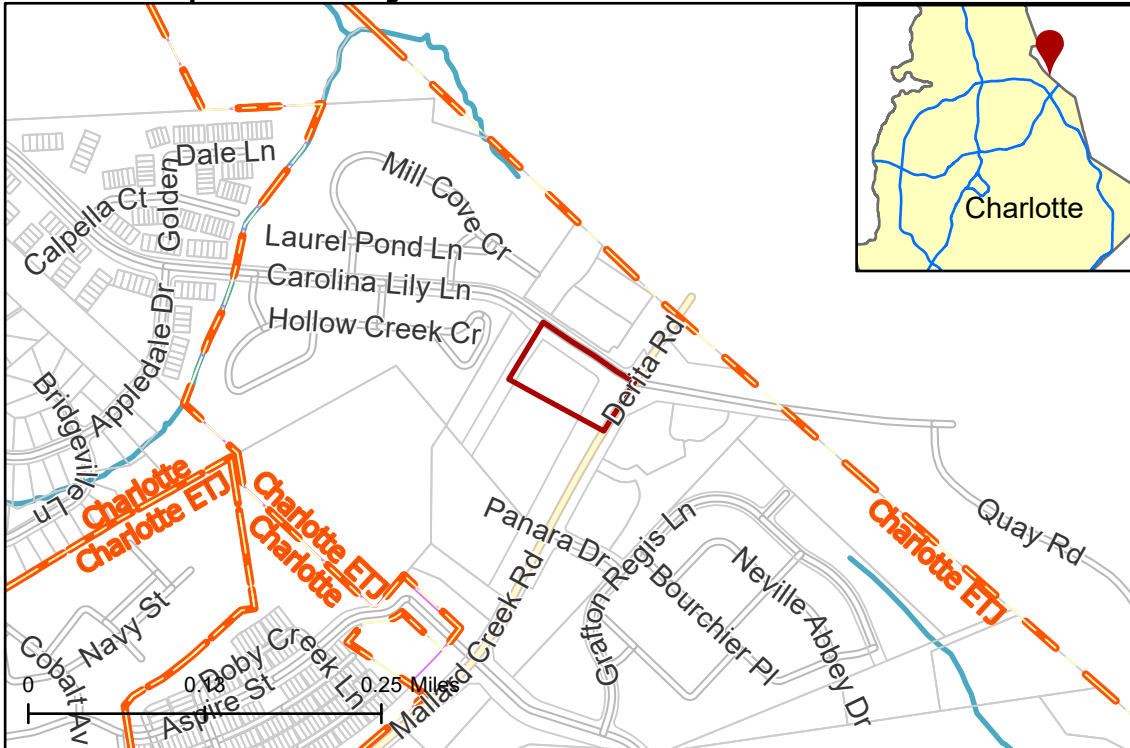 Dale Ln
Golden
Calpella Ct
Mill Cove Cr
Charlotte
Laurel Pond Ln
Carolina Lily Ln
Hollow Creek Cr
Appledale Dr
Derita Rd
Bridgeville Ln
Charlotte
Charlotte ETJ
Charlotte ETJ
Charlotte
Charlotte ETJ
Quay Rd
Panara Dr
Grafton Regis Ln
Bourchier Pl
Neville Abbey Dr
Mallard Creek Rd
Navy St
Cobalt Av
Doby Creek Ln
Aspire St
0
0.13
0.25 Miles